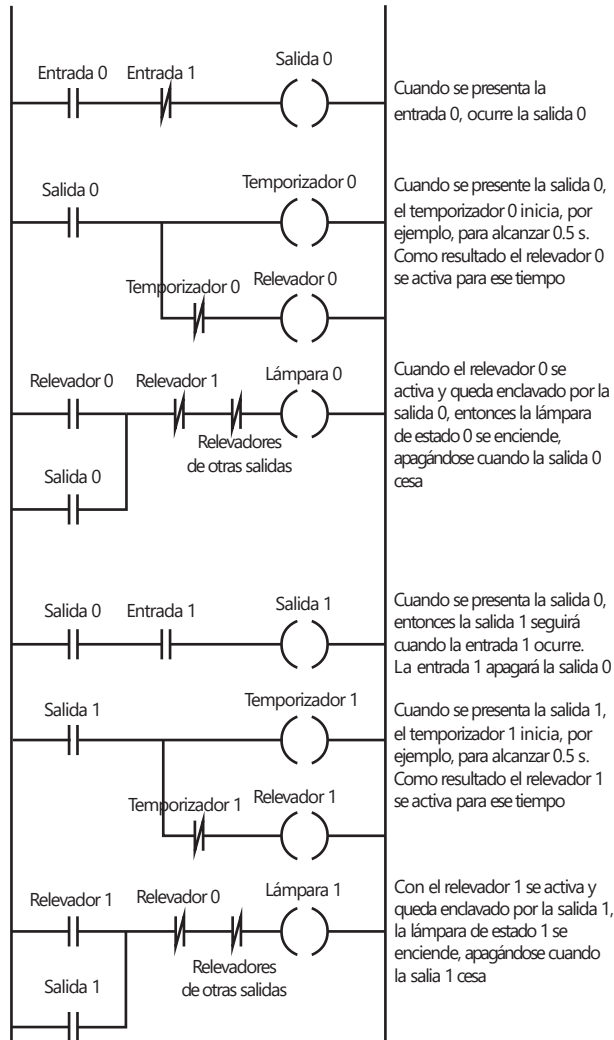 Entrada 0 Entrada 1 Salida 0
Cuando se presenta la
entrada 0, ocurre la salida 0
Salida 0 Temporizador 0
Temporizador 0 Relevador 0
Cuando se presente la salida 0,
el temporizador 0 inicia, por
ejemplo, para alcanzar 0.5 s.
Como resultado el relevador 0
se activa para ese tiempo
Relevador 0 Relevador 1 Lámpara 0
Relevadores
de otras salidas
Salida 0
Cuando el relevador 0 se
activa y queda enclavado por la
salida 0, entonces la lámpara
de estado 0 se enciende,
apagándose cuando la salida 0
cesa
Salida 0 Entrada 1 Salida 1
Cuando se presenta la salida 0,
entonces la salida 1 seguirá
cuando la entrada 1 ocurre.
La entrada 1 apagará la salida 0
Salida 1 Temporizador 1
Temporizador 1 Relevador 1
Cuando se presenta la salida 1,
el temporizador 1 inicia, por
ejemplo, para alcanzar 0.5 s.
Como resultado el relevador 1
se activa para ese tiempo
Relevador 1 Relevador 0 Lámpara 1
Relevadores
de otras salidas
Salida 1
Con el relevador 1 se activa y
queda enclavado por la salida 1,
la lámpara de estado 1 se
enciende, apagándose cuando
la salia 1 cesa